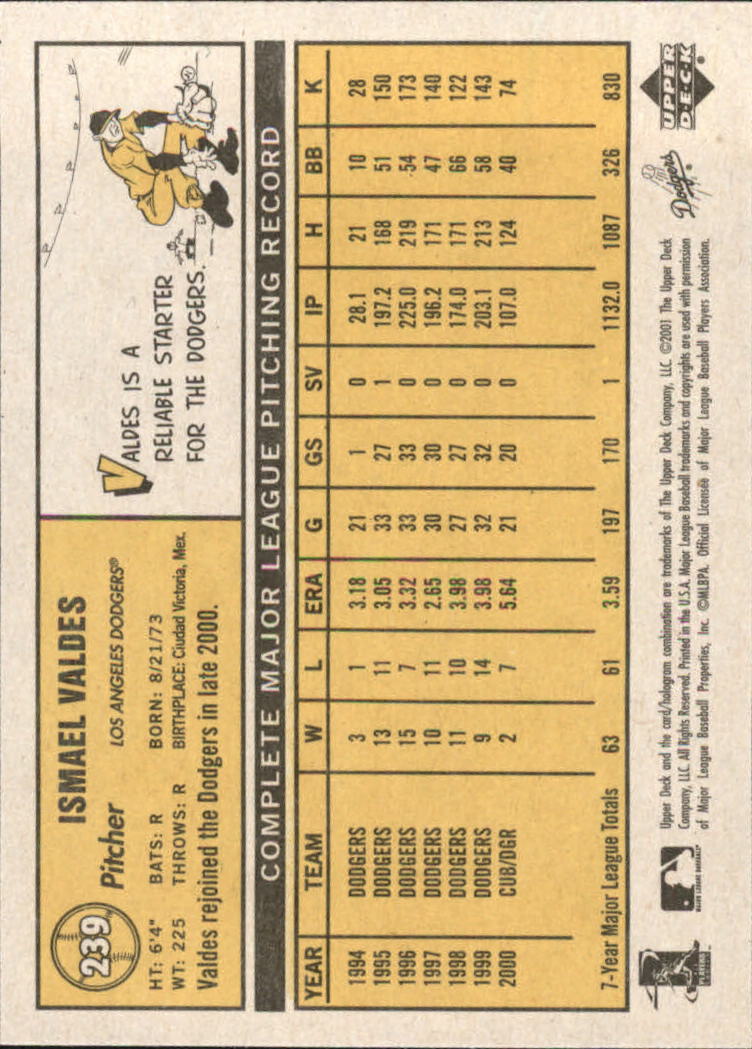 239
ISMAEL VALDES
Pitcher LOS ANGELES DODGERS®
HT: 6'4" BATS: R BORN: 8/21/73
WT: 225 THROWS: R BIRTHPLACE: Ciudad Victoria, Mex.
Valdes rejoined the Dodgers in late 2000.
VALDES IS A
RELIABLE STARTER
FOR THE DODGERS.
COMPLETE MAJOR LEAGUE PITCHING RECORD
YEAR TEAM W L ERA G GS SV IP H BB K
1994 DODGERS 3 1 3.18 21 1 0 28.1 21 10 28
1995 DODGERS 13 11 3.05 33 27 1 197.2 168 51 150
1996 DODGERS 15 7 3.32 33 33 0 225.0 219 54 173
1997 DODGERS 10 11 2.65 30 30 0 196.2 171 47 140
1998 DODGERS 11 10 3.98 27 27 0 174.0 171 66 122
1999 DODGERS 9 14 3.98 32 32 0 203.1 213 58 143
2000 CUB/DGR 2 7 5.64 21 20 0 107.0 124 40 74
7-Year Major League Totals 63 61 3.59 197 170 1 1132.0 1087 326 830
PLAYERS
MAJOR LEAGUE BASEBALL
Upper Deck and the card/hologram combination are trademarks of The Upper Deck Company, LLC. ©2001 The Upper Deck
Company, LLC. All Rights Reserved. Printed in the U.S.A. Major League Baseball trademarks and copyrights are used with permission
of Major League Baseball Properties, Inc. ©MLBPA. Official Licensee of Major League Baseball Players Association.
Dodgers®
UPPER
D·E·C·K